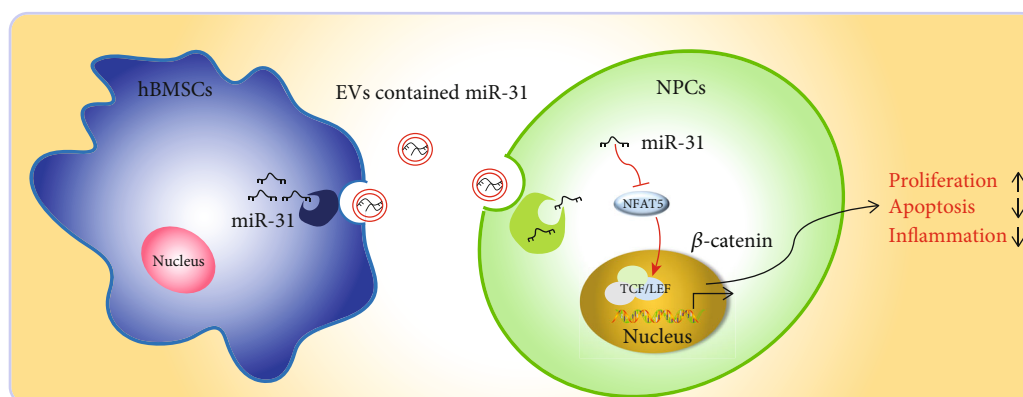 hBMSCs
EVs contained miR-31
NPCs
miR-31
miR-31
NFAT5
Nucleus
β-catenin
TCF/LEF
Nucleus
Proliferation ↑
Apoptosis ↓
Inflammation ↓